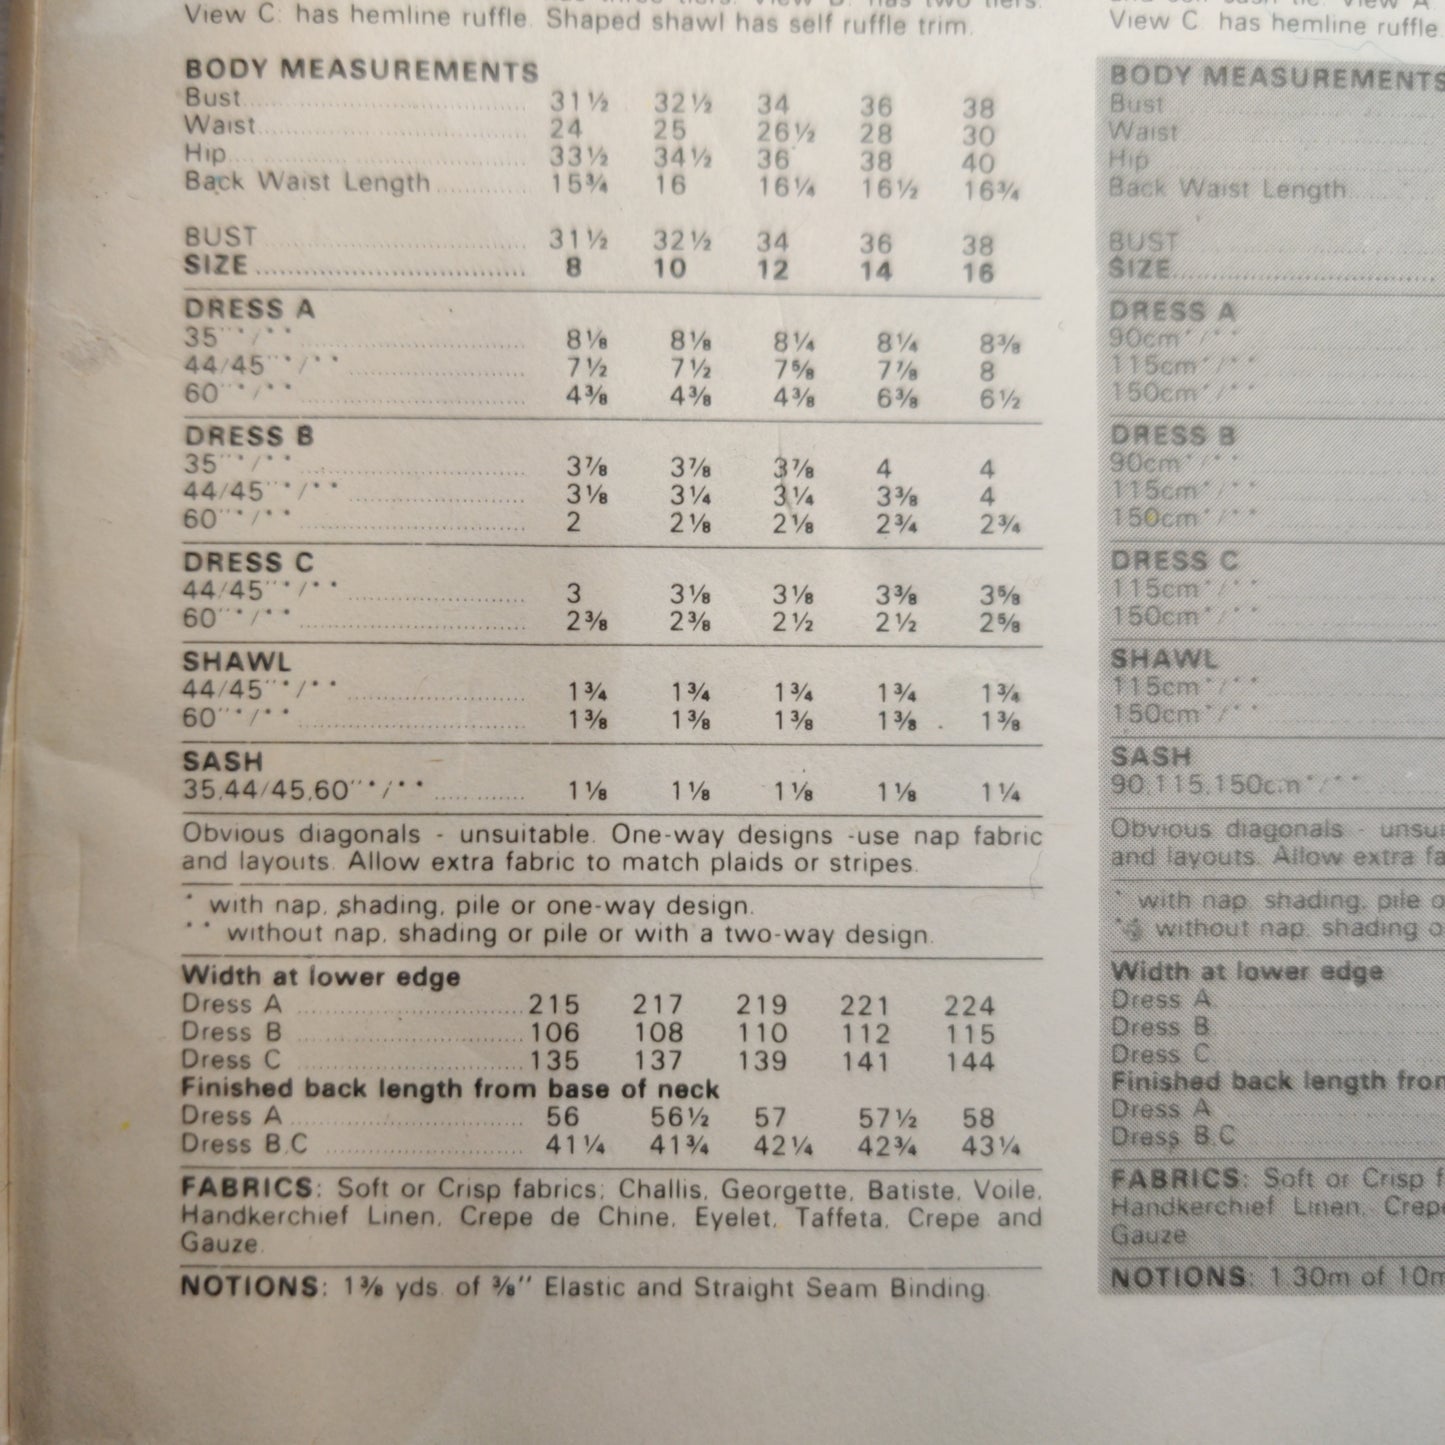 View C: has hemline ruffle. Shaped shawl has self ruffle trim.
BODY MEASUREMENTS
Bust 31½ 32½ 34 36 38
Waist 24 25 26½ 28 30
Hip 33½ 34½ 36 38 40
Back Waist Length 15¾ 16 16¼ 16½ 16¾
BUST 31½ 32½ 34 36 38
SIZE 8 10 12 14 16
DRESS A
35"*/** 8⅛ 8⅛ 8¼ 8¼ 8⅜
44/45"*/** 7½ 7½ 7⅝ 7⅞ 8
60"*/** 4⅜ 4⅜ 4⅜ 6⅜ 6½
DRESS B
35"*/** 3⅞ 3⅞ 3⅞ 4 4
44/45"*/** 3⅛ 3¼ 3¼ 3⅜ 4
60"*/** 2 2⅛ 2⅛ 2¾ 2¾
DRESS C
44/45"*/** 3 3⅛ 3⅛ 3⅜ 3⅝
60"*/** 2⅜ 2⅜ 2½ 2½ 2⅝
SHAWL
44/45"*/** 1¾ 1¾ 1¾ 1¾ 1¾
60"*/** 1⅜ 1⅜ 1⅜ 1⅜ 1⅜
SASH
35,44/45,60"*/** 1⅛ 1⅛ 1⅛ 1⅛ 1¼
Obvious diagonals - unsuitable. One-way designs -use nap fabric
and layouts. Allow extra fabric to match plaids or stripes.
* with nap, shading, pile or one-way design.
** without nap, shading or pile or with a two-way design.
Width at lower edge
Dress A 215 217 219 221 224
Dress B 106 108 110 112 115
Dress C 135 137 139 141 144
Finished back length from base of neck
Dress A 56 56½ 57 57½ 58
Dress B,C 41¼ 41¾ 42¼ 42¾ 43¼
FABRICS: Soft or Crisp fabrics; Challis, Georgette, Batiste, Voile,
Handkerchief Linen, Crepe de Chine, Eyelet, Taffeta, Crepe and
Gauze.
NOTIONS: 1⅜ yds. of ⅜" Elastic and Straight Seam Binding.
View C: has hemline ruffle
BODY MEASUREMENTS
Bust
Waist
Hip
Back Waist Length
BUST
SIZE
DRESS A
90cm*/**
115cm*/**
150cm*/**
DRESS B
90cm*/**
115cm*/**
150cm*/**
DRESS C
115cm*/**
150cm*/**
SHAWL
115cm*/**
150cm*/**
SASH
90,115,150cm*/**
Obvious diagonals - unsu
and layouts. Allow extra fa
* with nap, shading, pile o
** without nap, shading o
Width at lower edge
Dress A
Dress B
Dress C
Finished back length from
Dress A
Dress B,C
FABRICS: Soft or Crisp f
Handkerchief Linen, Crepe
Gauze
NOTIONS: 1.30m of 10m